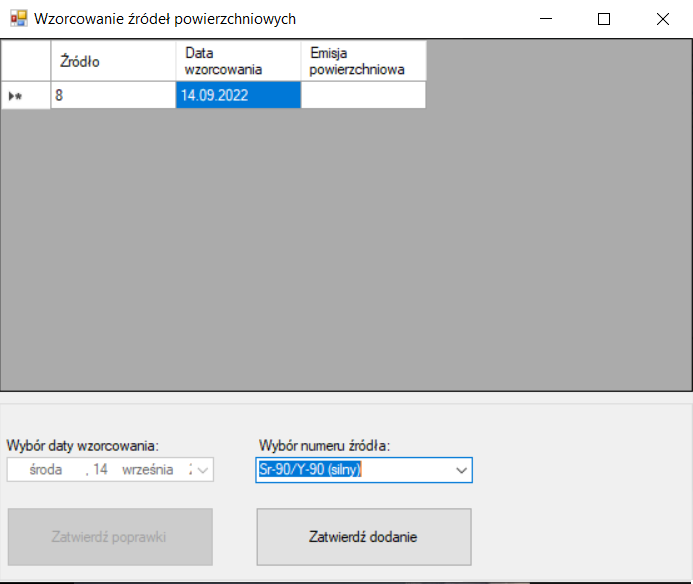 Wzorcowanie źródeł powierzchniowych
Źródło
Data
wzorcowania
Emisja
powierzchniowa
8
14.09.2022
Wybór daty wzorcowania:
Wybór numeru źródła:
środa , 14 września
Sr-90/Y-90 (silny)
Zatwierdź poprawki
Zatwierdź dodanie